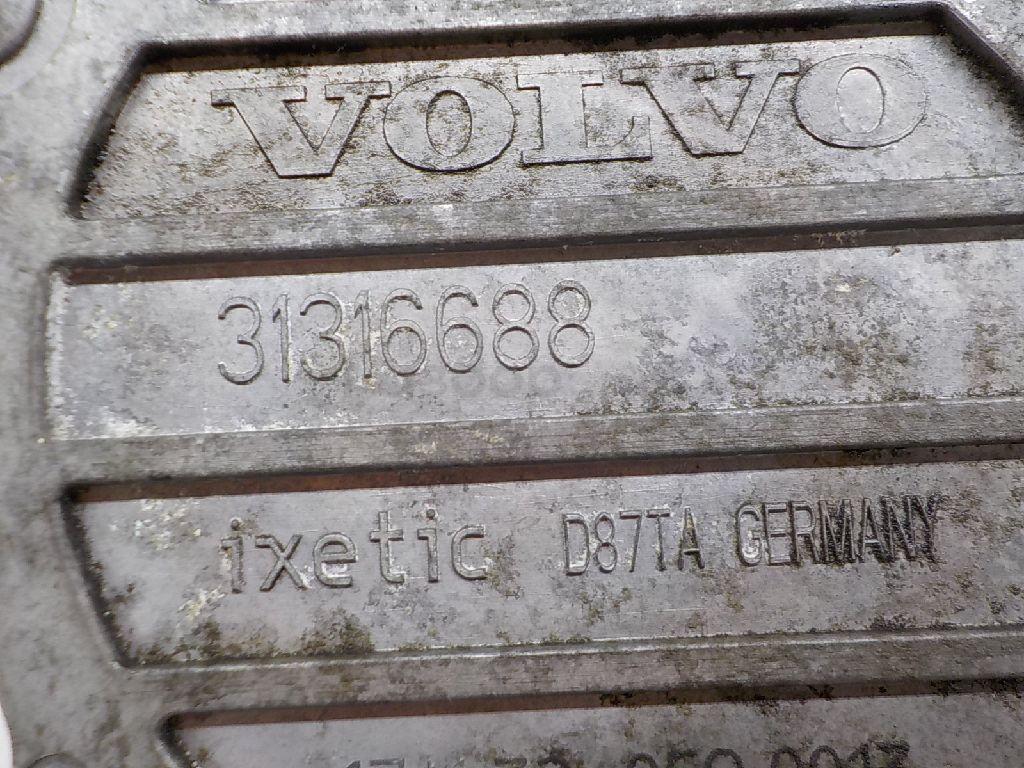 VOLVO
31316688
ixetic D87TA GERMANY